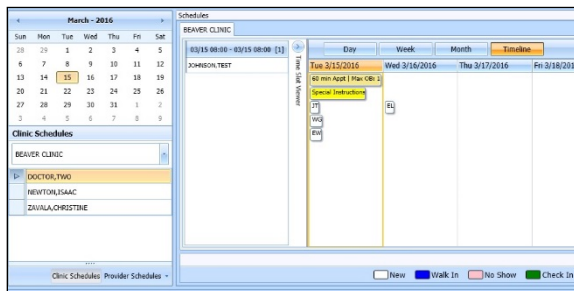 March - 2016
Sun Mon Tue Wed Thu Fri Sat
28 29 1 2 3 4 5
6 7 8 9 10 11 12
13 14 15 16 17 18 19
20 21 22 23 24 25 26
27 28 29 30 31 1 2
3 4 5 6 7 8 9
Clinic Schedules
BEAVER CLINIC
DOCTOR,TWO
NEWTON,ISAAC
ZAVALA,CHRISTINE
Clinic Schedules Provider Schedules
Schedules
BEAVER CLINIC
03/15 08:00 - 03/15 08:00 [1]
JOHNSON,TEST
Time Slot Viewer
Day Week Month Timeline
Tue 3/15/2016 Wed 3/16/2016 Thu 3/17/2016 Fri 3/18/201
60 min Appt | Max OB: 1
Special Instructions
JT EL
WG
EW
New Walk In No Show Check In